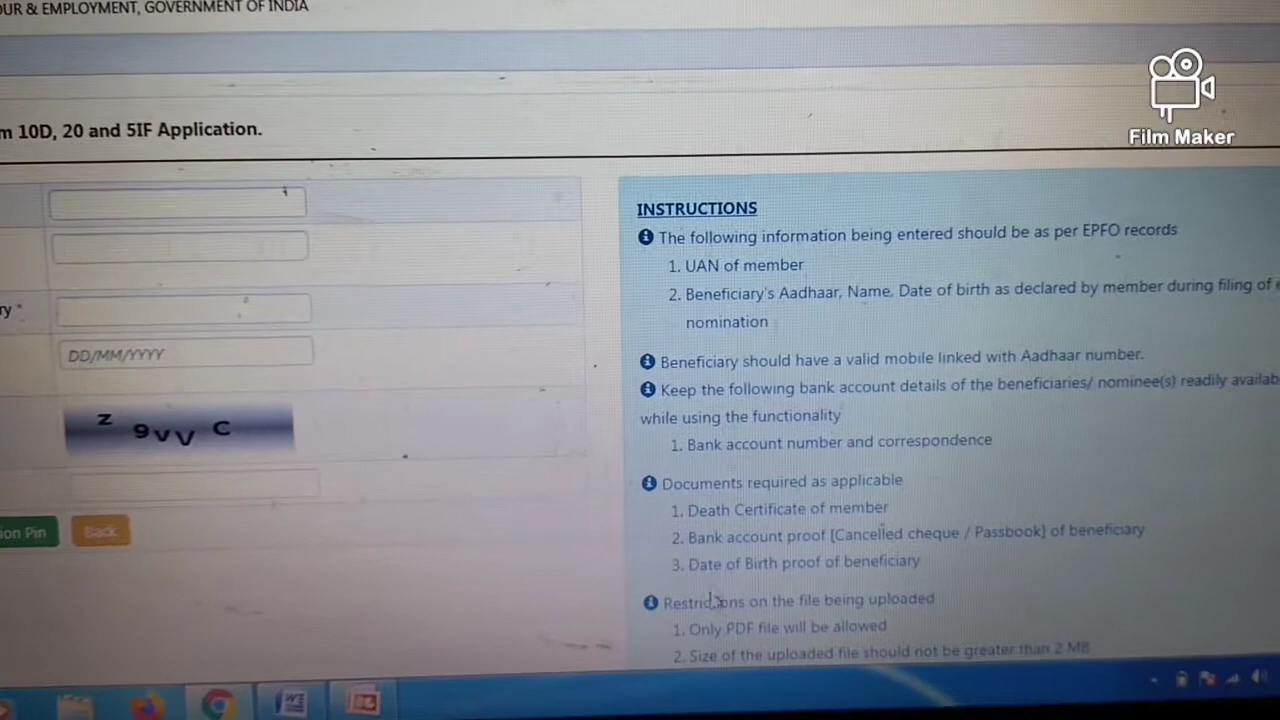 OUR & EMPLOYMENT, GOVERNMENT OF INDIA
Film Maker
m 10D, 20 and 5IF Application.
ry *
DD/MM/YYYY
z 9vv c
ion Pin
Back
INSTRUCTIONS
The following information being entered should be as per EPFO records
1. UAN of member
2. Beneficiary's Aadhaar, Name, Date of birth as declared by member during filing of e
nomination
Beneficiary should have a valid mobile linked with Aadhaar number.
Keep the following bank account details of the beneficiaries/ nominee(s) readily availab
while using the functionality
1. Bank account number and correspondence
Documents required as applicable
1. Death Certificate of member
2. Bank account proof [Cancelled cheque / Passbook] of beneficiary
3. Date of Birth proof of beneficiary
Restrictions on the file being uploaded
1. Only PDF file will be allowed
2. Size of the uploaded file should not be greater than 2 MB